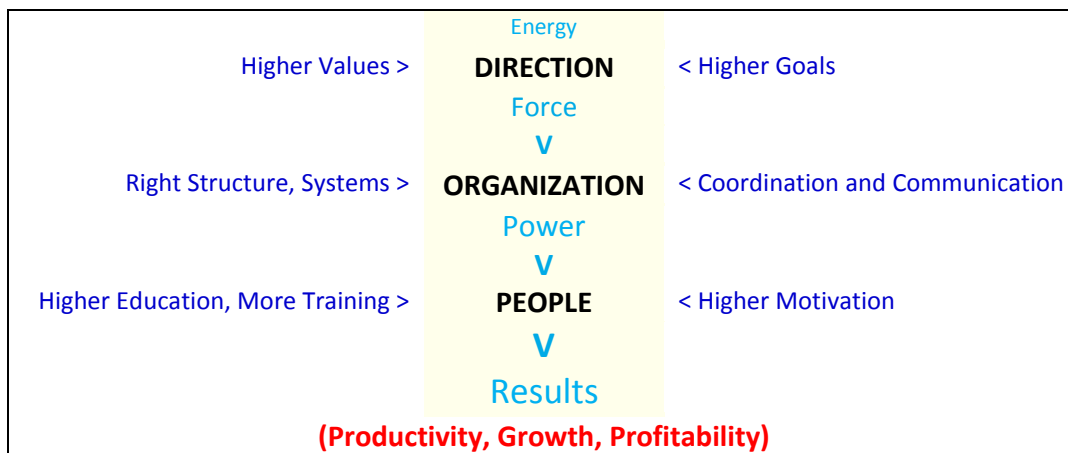 Energy
Higher Values > DIRECTION < Higher Goals
Force
V
Right Structure, Systems > ORGANIZATION < Coordination and Communication
Power
V
Higher Education, More Training > PEOPLE < Higher Motivation
V
Results
(Productivity, Growth, Profitability)